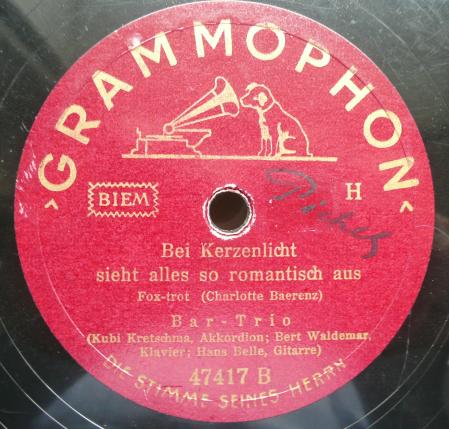 ›GRAMMOPHON‹
BIEM
H
Bei Kerzenlicht
sieht alles so romantisch aus
Fox-trot (Charlotte Baerenz)
Bar-Trio
(Kubi Kretschma, Akkordion; Bert Waldemar,
Klavier; Hans Belle, Gitarre)
47417 B
DIE STIMME SEINES HERRN